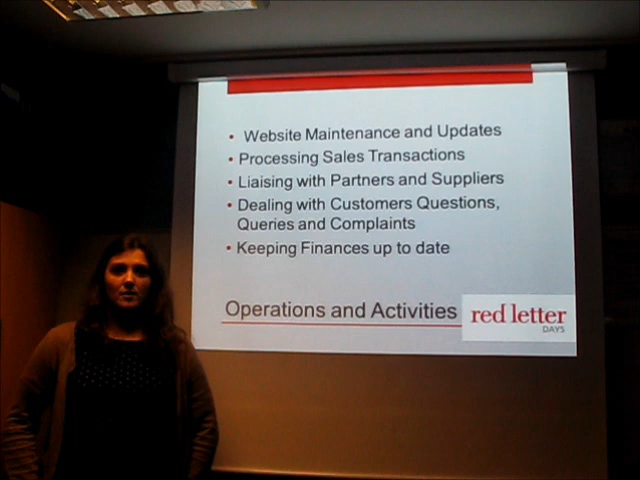 • Website Maintenance and Updates
• Processing Sales Transactions
• Liaising with Partners and Suppliers
• Dealing with Customers Questions,
Queries and Complaints
• Keeping Finances up to date
Operations and Activities
red letter
DAYS